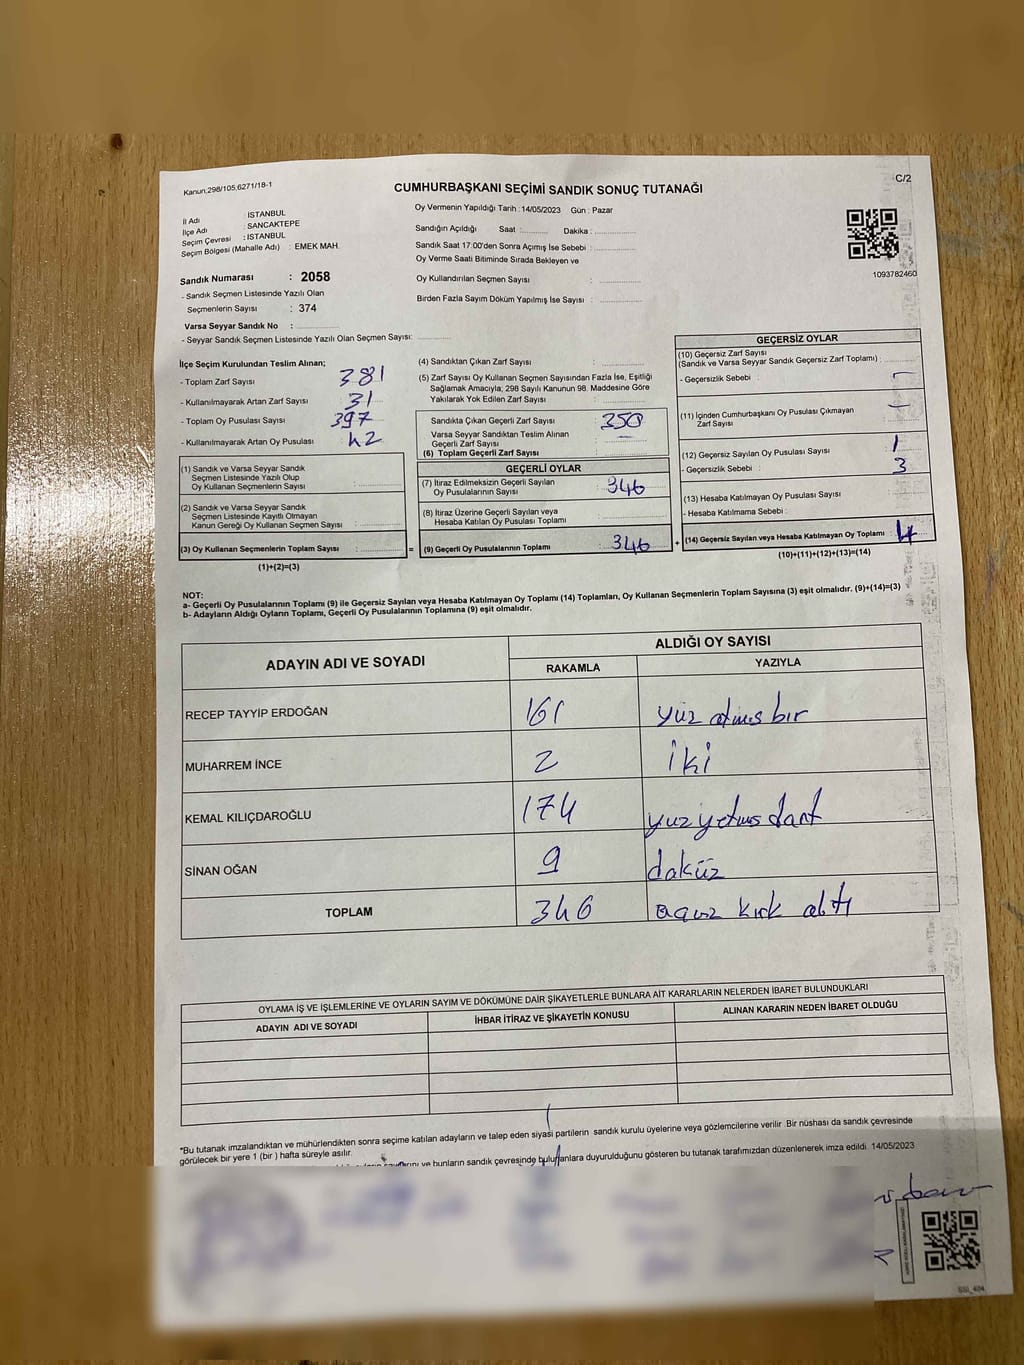 Kanun:298/105,6271/18-1
CUMHURBAŞKANI SEÇİMİ SANDIK SONUÇ TUTANAĞI
C/2
İl Adı : İSTANBUL
İlçe Adı : SANCAKTEPE
Seçim Çevresi : İSTANBUL
Seçim Bölgesi (Mahalle Adı) : EMEK MAH.
Sandık Numarası : 2058
- Sandık Seçmen Listesinde Yazılı Olan
Seçmenlerin Sayısı : 374
Varsa Seyyar Sandık No :
- Seyyar Sandık Seçmen Listesinde Yazılı Olan Seçmen Sayısı:
Oy Vermenin Yapıldığı Tarih : 14/05/2023 Gün : Pazar
Sandığın Açıldığı Saat : Dakika :
Sandık Saat 17:00'den Sonra Açımış İse Sebebi :
Oy Verme Saati Bitiminde Sırada Bekleyen ve
Oy Kullandırılan Seçmen Sayısı :
Birden Fazla Sayım Döküm Yapılmış İse Sayısı :
1093782460
İlçe Seçim Kurulundan Teslim Alınan;
- Toplam Zarf Sayısı 381
- Kullanılmayarak Artan Zarf Sayısı 31
- Toplam Oy Pusulası Sayısı 397
- Kullanılmayarak Artan Oy Pusulası 42
(1) Sandık ve Varsa Seyyar Sandık
Seçmen Listesinde Yazılı Olup
Oy Kullanan Seçmenlerin Sayısı :
(2) Sandık ve Varsa Seyyar Sandık
Seçmen Listesinde Kayıtlı Olmayan
Kanun Gereği Oy Kullanan Seçmen Sayısı :
(3) Oy Kullanan Seçmenlerin Toplam Sayısı : =
(1)+(2)=(3)
(4) Sandıktan Çıkan Zarf Sayısı :
(5) Zarf Sayısı Oy Kullanan Seçmen Sayısından Fazla İse, Eşitliği
Sağlamak Amacıyla; 298 Sayılı Kanunun 98. Maddesine Göre
Yakılarak Yok Edilen Zarf Sayısı :
Sandıkta Çıkan Geçerli Zarf Sayısı : 350
Varsa Seyyar Sandıktan Teslim Alınan
Geçerli Zarf Sayısı : —
(6) Toplam Geçerli Zarf Sayısı :
GEÇERLİ OYLAR
(7) İtiraz Edilmeksizin Geçerli Sayılan
Oy Pusulalarının Sayısı : 346
(8) İtiraz Üzerine Geçerli Sayılan veya
Hesaba Katılan Oy Pusulası Toplamı :
(9) Geçerli Oy Pusulalarının Toplamı : 346 +
GEÇERSİZ OYLAR
(10) Geçersiz Zarf Sayısı
(Sandık ve Varsa Seyyar Sandık Geçersiz Zarf Toplamı) :
- Geçersizlik Sebebi : —
(11) İçinden Cumhurbaşkanı Oy Pusulası Çıkmayan
Zarf Sayısı : —
(12) Geçersiz Sayılan Oy Pusulası Sayısı : 1
- Geçersizlik Sebebi : 3
(13) Hesaba Katılmayan Oy Pusulası Sayısı :
- Hesaba Katılmama Sebebi :
(14) Geçersiz Sayılan veya Hesaba Katılmayan Oy Toplamı : 4
(10)+(11)+(12)+(13)=(14)
NOT:
a- Geçerli Oy Pusulalarının Toplamı (9) ile Geçersiz Sayılan veya Hesaba Katılmayan Oy Toplamı (14) Toplamları, Oy Kullanan Seçmenlerin Toplam Sayısına (3) eşit olmalıdır. (9)+(14)=(3)
b- Adayların Aldığı Oyların Toplamı, Geçerli Oy Pusulalarının Toplamına (9) eşit olmalıdır.
ADAYIN ADI VE SOYADI
ALDIĞI OY SAYISI
RAKAMLA YAZIYLA
RECEP TAYYİP ERDOĞAN 161 yüz atmıs bır
MUHARREM İNCE 2 iki
KEMAL KILIÇDAROĞLU 174 yuz yetmıs dant
SİNAN OĞAN 9 daküz
TOPLAM 346 kırk altı
OYLAMA İŞ VE İŞLEMLERİNE VE OYLARIN SAYIM VE DÖKÜMÜNE DAİR ŞİKAYETLERLE BUNLARA AİT KARARLARIN NELERDEN İBARET BULUNDUKLARI
ADAYIN ADI VE SOYADI İHBAR İTİRAZ VE ŞİKAYETİN KONUSU ALINAN KARARIN NEDEN İBARET OLDUĞU
*Bu tutanak imzalandıktan ve mühürlendikten sonra seçime katılan adayların ve talep eden siyasi partilerin sandık kurulu üyelerine veya gözlemcilerine verilir .Bir nüshası da sandık çevresinde
görülecek bir yere 1 (bir ) hafta süreyle asılır.
ve bunların sandık çevresinde bulunanlara duyurulduğunu gösteren bu tutanak tarafımızdan düzenlenerek imza edildi. 14/05/2023